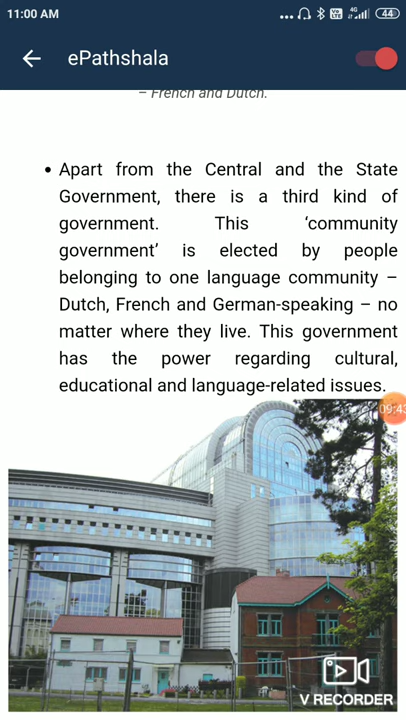 11:00 AM ... 4G 44
ePathshala
– French and Dutch.
• Apart from the Central and the State
Government, there is a third kind of
government. This ‘community
government’ is elected by people
belonging to one language community –
Dutch, French and German-speaking – no
matter where they live. This government
has the power regarding cultural,
educational and language-related issues.
09:43
V RECORDER